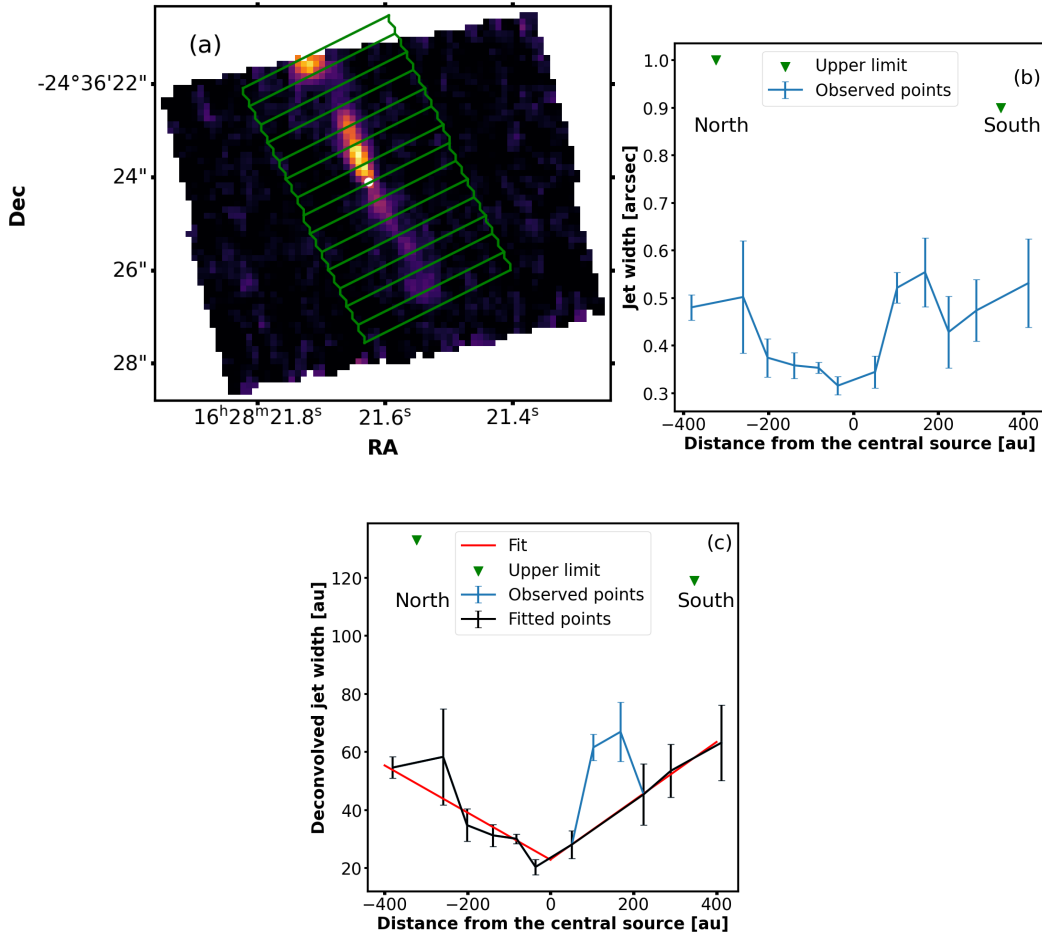 (a)
-24°36'22"
24"
26"
28"
Dec
16ʰ28ᵐ21.8ˢ 21.6ˢ 21.4ˢ
RA
1.0
0.9
0.8
0.7
0.6
0.5
0.4
0.3
Jet width [arcsec]
Upper limit
Observed points
(b)
North
South
−400 −200 0 200 400
Distance from the central source [au]
(c)
Fit
Upper limit
Observed points
Fitted points
North
South
120
100
80
60
40
20
Deconvolved jet width [au]
−400 −200 0 200 400
Distance from the central source [au]